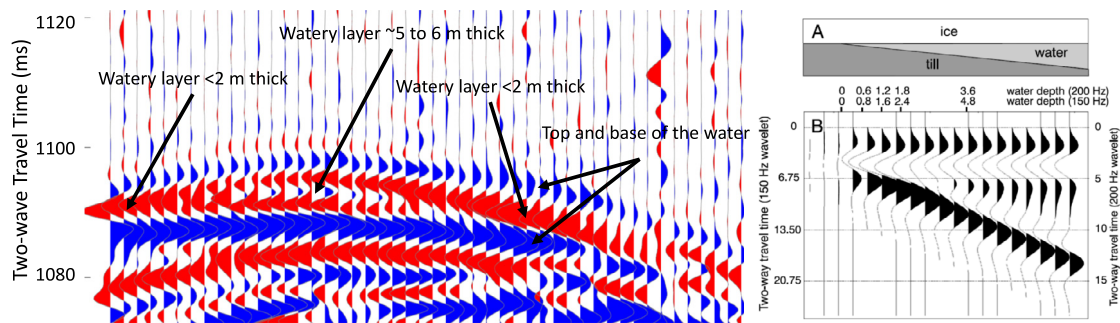 1120
Two-wave Travel Time (ms)
Watery layer ~5 to 6 m thick
Watery layer <2 m thick
Watery layer <2 m thick
Top and base of the water
1100
1080
A
ice
water
till
0 0.6 1.2 1.8 3.6 water depth (200 Hz)
0 0.8 1.6 2.4 4.8 water depth (150 Hz)
B
Two-way travel time (150 Hz wavelet)
0
6.75
13.50
20.75
0
5
10
15
Two-way travel time (200 Hz wavelet)